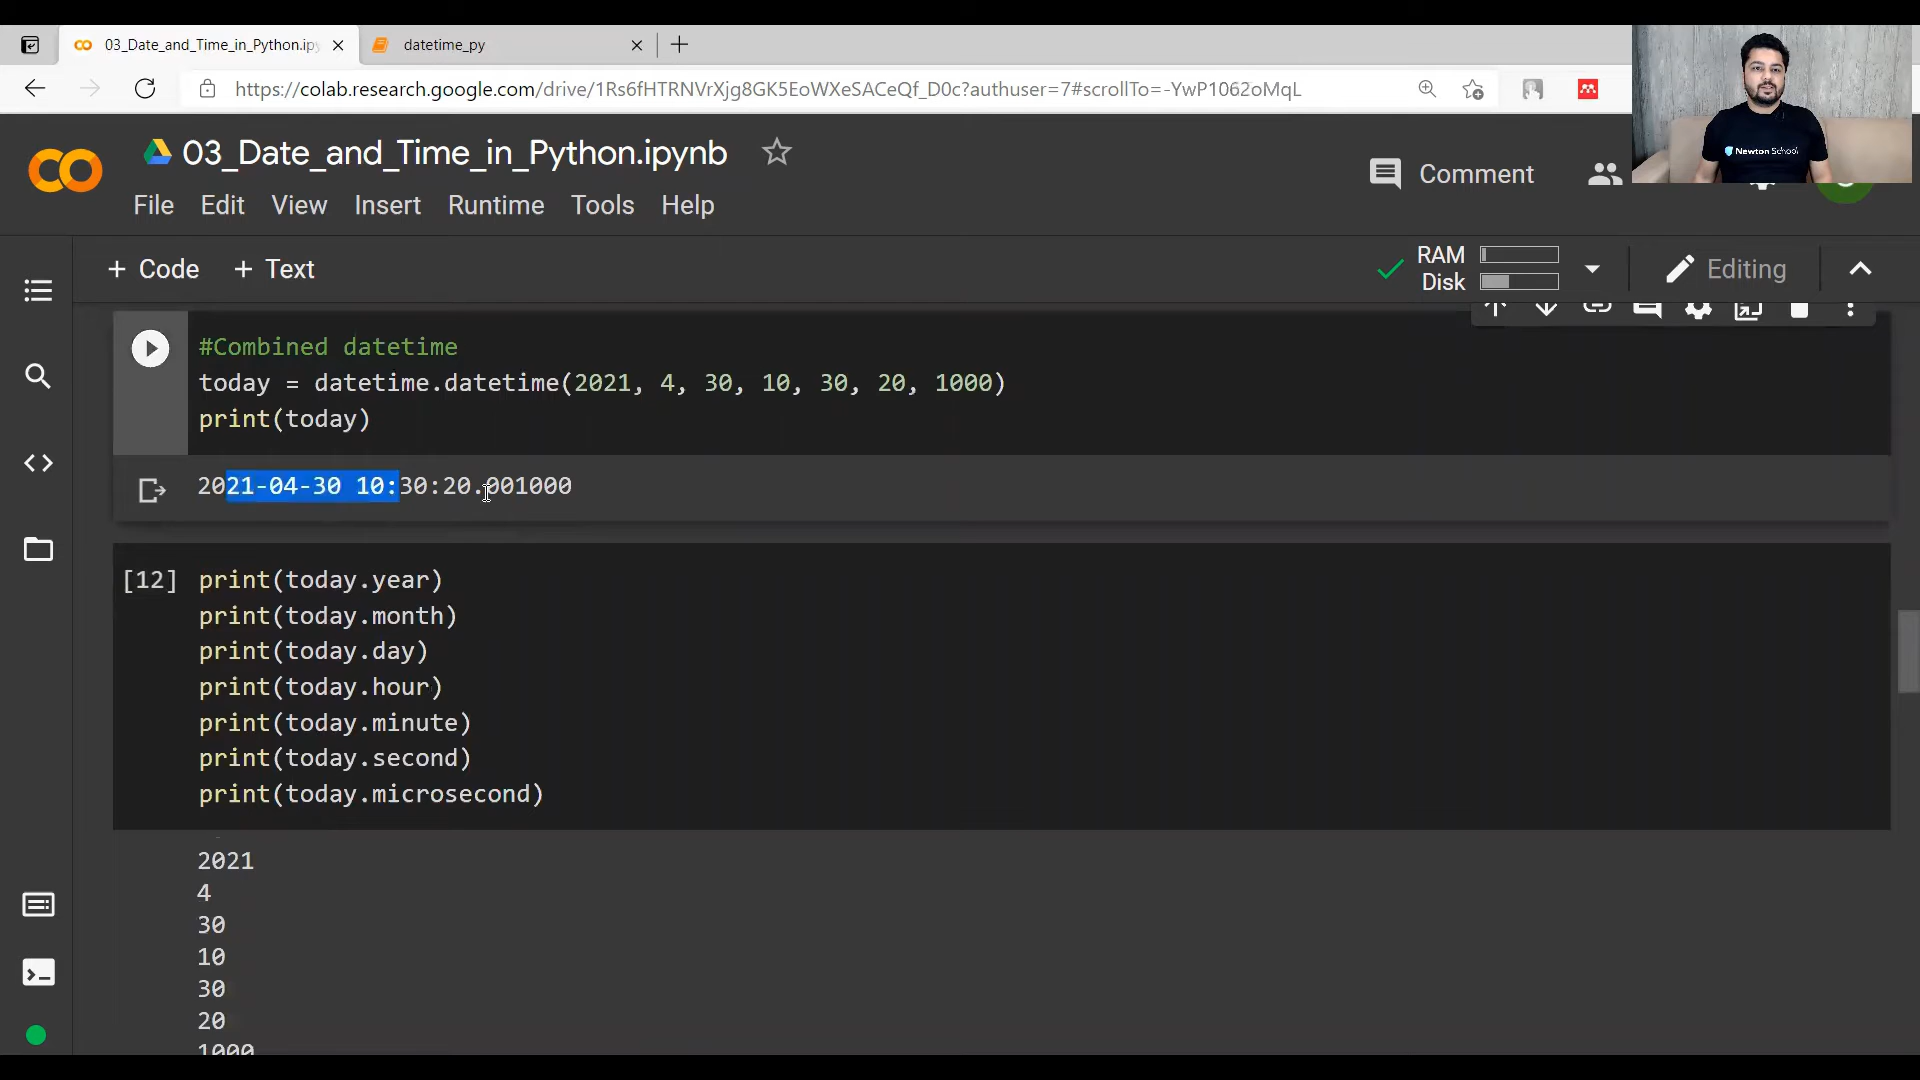 03_Date_and_Time_in_Python.ipy
datetime_py
https://colab.research.google.com/drive/1Rs6fHTRNVrXjg8GK5EoWXeSACeQf_D0c?authuser=7#scrollTo=-YwP1062oMqL
Newton School
03_Date_and_Time_in_Python.ipynb
Comment
File Edit View Insert Runtime Tools Help
+ Code + Text
RAM
Disk
Editing
#Combined datetime
today = datetime.datetime(2021, 4, 30, 10, 30, 20, 1000)
print(today)
2021-04-30 10:30:20.001000
[12]
print(today.year)
print(today.month)
print(today.day)
print(today.hour)
print(today.minute)
print(today.second)
print(today.microsecond)
2021
4
30
10
30
20
1000